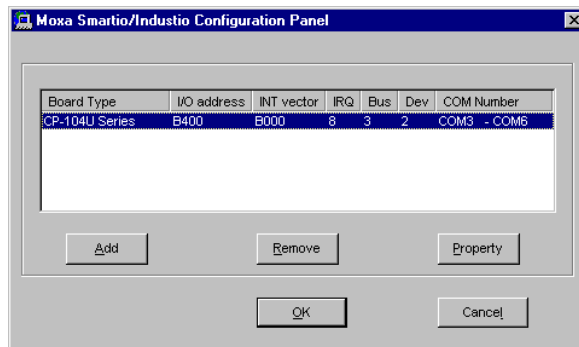 Moxa Smartio/Industio Configuration Panel
Board Type I/O address INT vector IRQ Bus Dev COM Number
CP-104U Series B400 B000 8 3 2 COM3 - COM6
Add Remove Property
OK Cancel